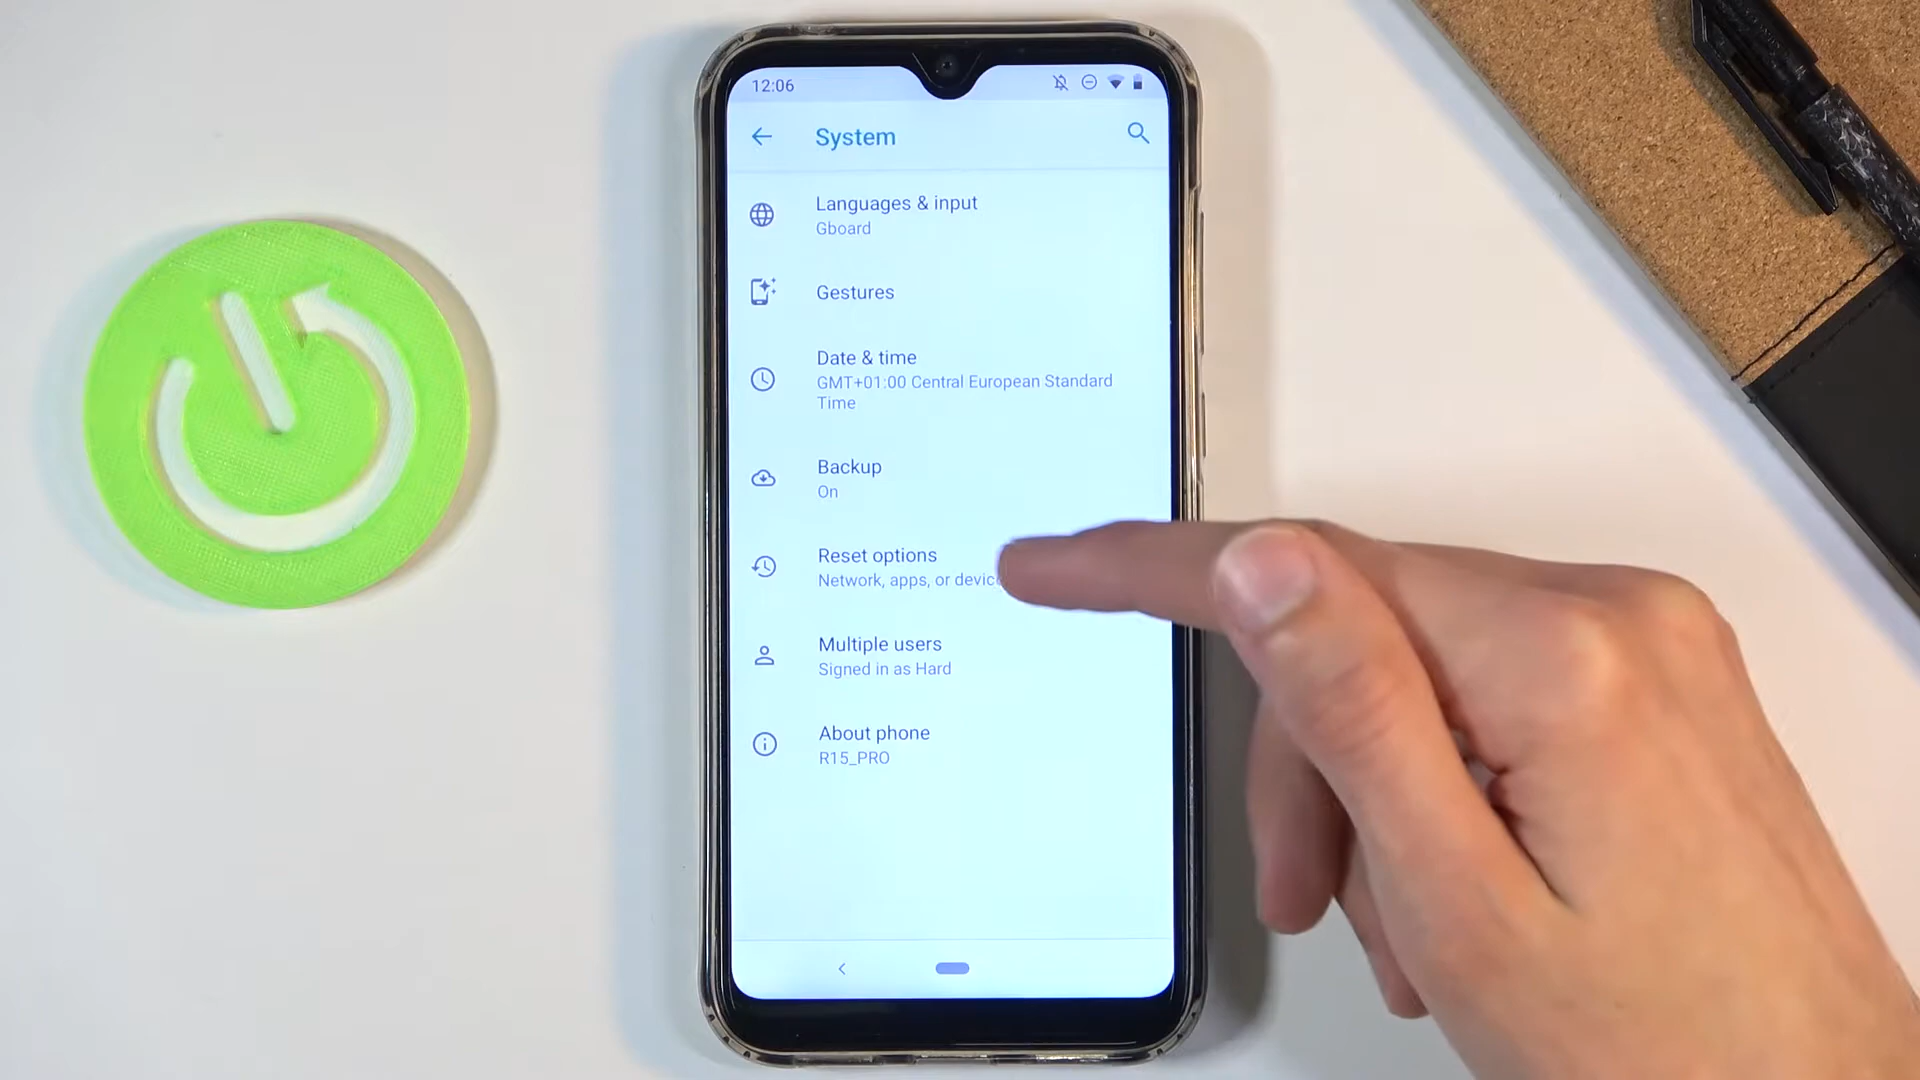 12:06
System
Languages & input
Gboard
Gestures
Date & time
GMT+01:00 Central European Standard
Time
Backup
On
Reset options
Network, apps, or device
Multiple users
Signed in as Hard
About phone
R15_PRO